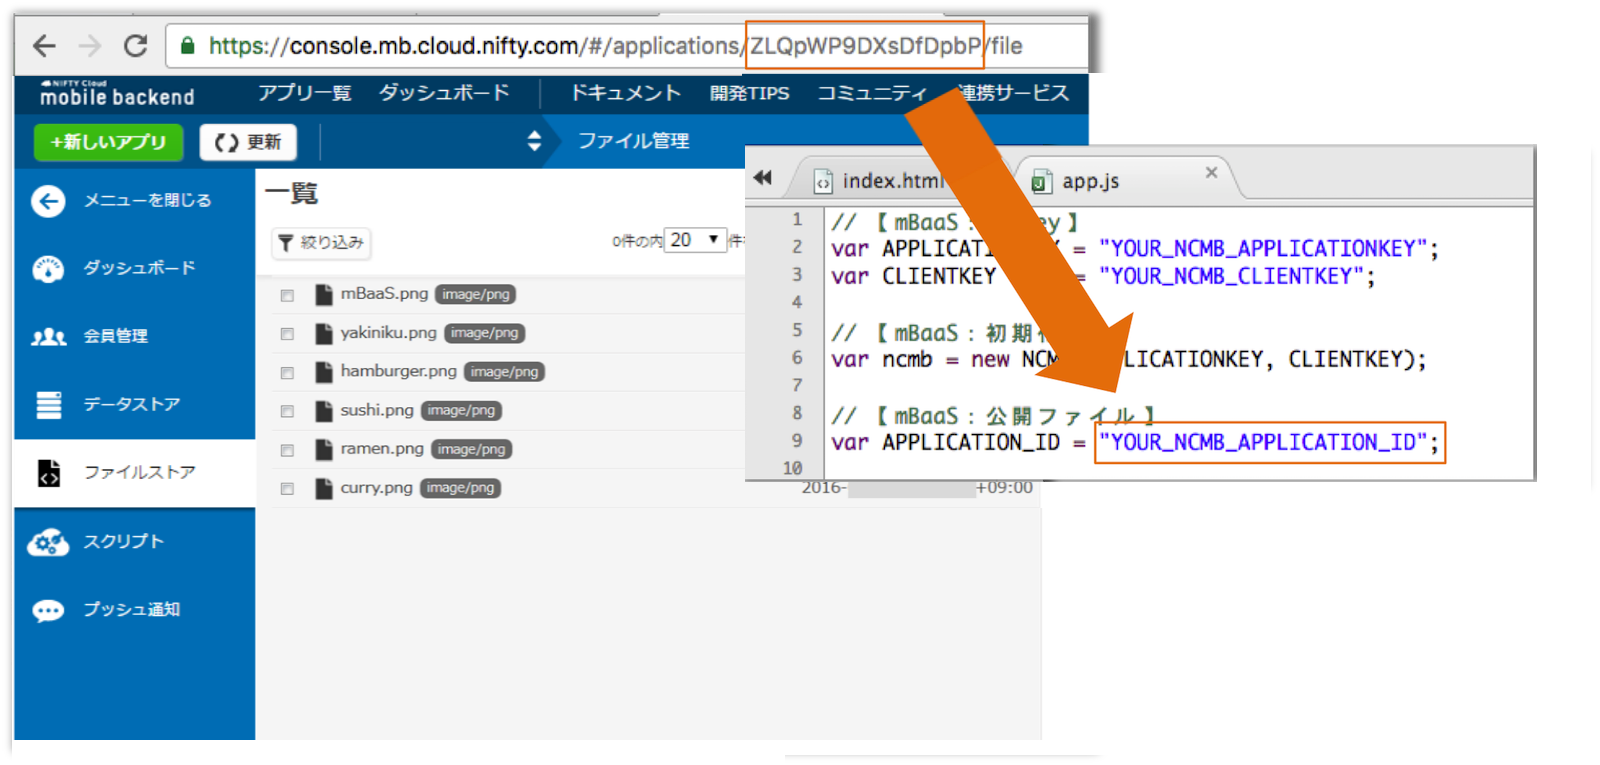 https://console.mb.cloud.nifty.com/#/applications/ZLQpWP9DXsDfDpbP/file
NIFTY Cloud
mobile backend
アプリ一覧 ダッシュボード ドキュメント 開発TIPS コミュニティ 連携サービス
+新しいアプリ 更新 ファイル管理
メニューを閉じる
ダッシュボード
会員管理
データストア
ファイルストア
スクリプト
プッシュ通知
一覧
絞り込み 0件の内 20 件
mBaaS.png image/png
yakiniku.png image/png
hamburger.png image/png
sushi.png image/png
ramen.png image/png
curry.png image/png 2016- +09:00
index.html app.js
1 // 【mBaaS: ey】
2 var APPLICATI Y = "YOUR_NCMB_APPLICATIONKEY";
3 var CLIENTKEY = "YOUR_NCMB_CLIENTKEY";
4
5 // 【mBaaS:初期
6 var ncmb = new NCM PLICATIONKEY, CLIENTKEY);
7
8 // 【mBaaS:公開ファイル】
9 var APPLICATION_ID = "YOUR_NCMB_APPLICATION_ID";
10